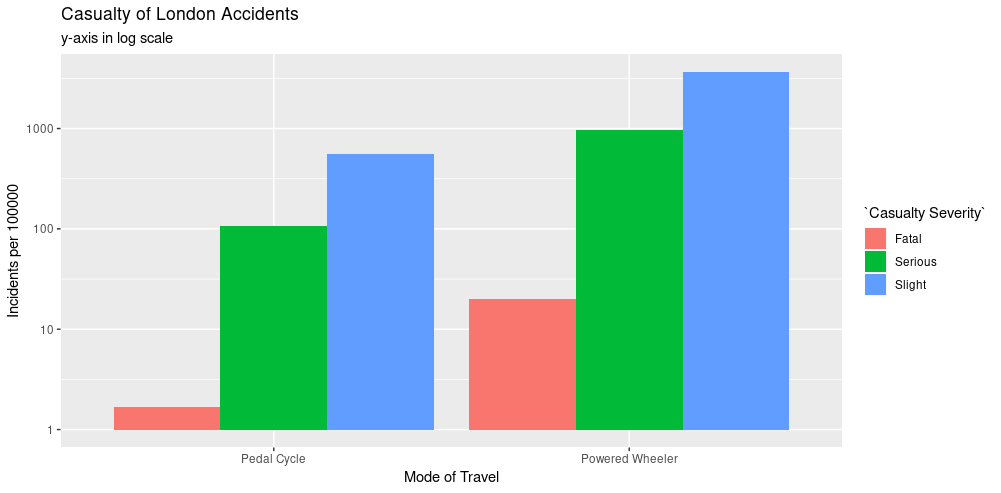 Casualty of London Accidents
y-axis in log scale
Incidents per 100000
1000
100
10
1
Pedal Cycle
Powered Wheeler
Mode of Travel
`Casualty Severity`
Fatal
Serious
Slight